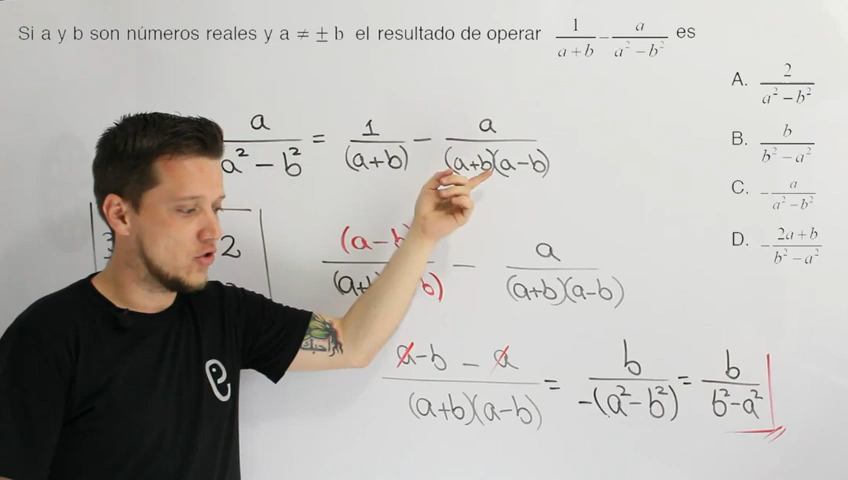 Si a y b son números reales y a ≠ ± b el resultado de operar 1/(a+b) − a/(a²−b²) es
A. 2/(a²−b²)
B. b/(b²−a²)
C. −a/(a²−b²)
D. −(2a+b)/(b²−a²)
a/(a²−b²) = 1/(a+b) − a/((a+b)(a−b))
2
a/((a+b)(a−b))
(a−b − a)/((a+b)(a−b)) = b/(−(a²−b²)) = b/(b²−a²)